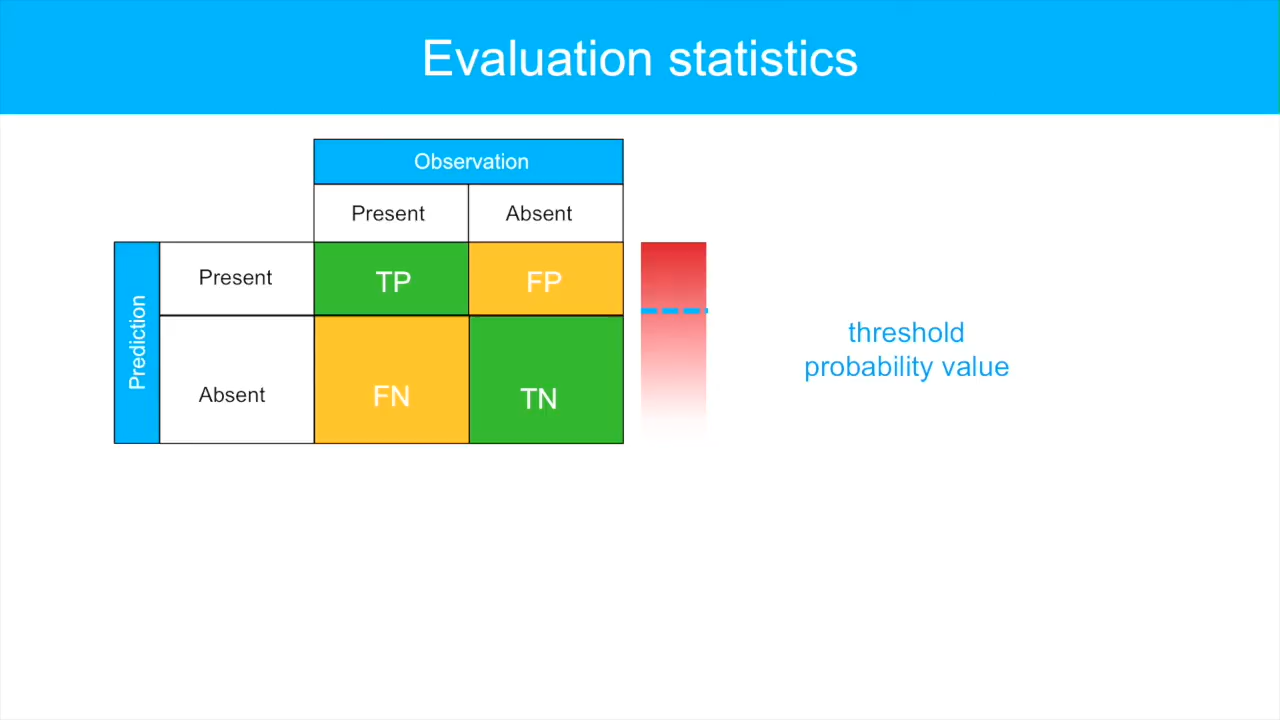 Evaluation statistics
Observation
Present Absent
Prediction
Present TP FP
Absent FN TN
threshold
probability value